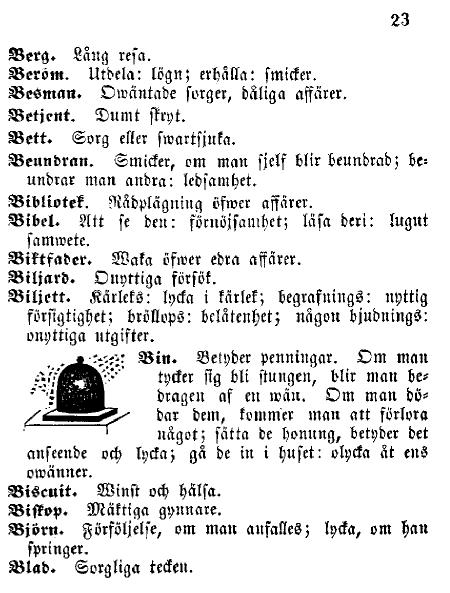 23
Berg. Lång resa.
Beröm. Utdela: lögn; erhålla: smicker.
Besman. Owäntade sorger, dåliga affärer.
Betjent. Dumt skryt.
Bett. Sorg eller swartsjuka.
Beundran. Smicker, om man sjelf blir beundrad; be-
undrar man andra: ledsamhet.
Bibliotek. Rådplägning öfwer affärer.
Bibel. Att se den: förnöjsamhet; läsa deri: lugnt
samwete.
Biktfader. Waka öfwer edra affärer.
Biljard. Onyttiga försök.
Biljett. Kärleks: lycka i kärlek; begrafnings: nyttig
försigtighet; bröllops: belåtenhet; någon bjudnings:
onyttiga utgifter.
Bin. Betyder penningar. Om man
tycker sig bli stungen, blir man be-
dragen af en wän. Om man dö-
dar dem, kommer man att förlora
något; sätta de honung, betyder det
anseende och lycka; gå de in i huset: olycka åt ens
owänner.
Biscuit. Winst och hälsa.
Biskop. Mäktiga gynnare.
Björn. Förföljelse, om man anfalles; lycka, om han
springer.
Blad. Sorgliga tecken.